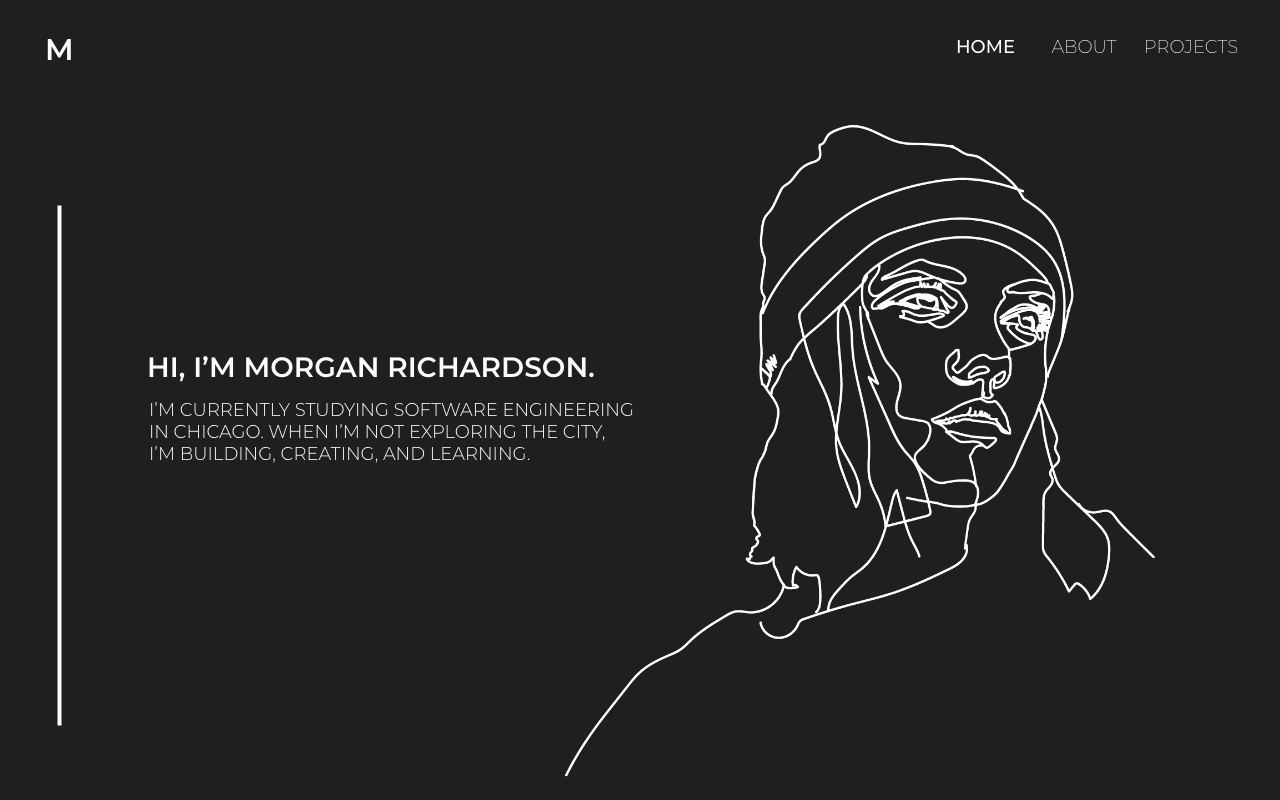 M
HOME ABOUT PROJECTS
HI, I’M MORGAN RICHARDSON.
I’M CURRENTLY STUDYING SOFTWARE ENGINEERING
IN CHICAGO. WHEN I’M NOT EXPLORING THE CITY,
I’M BUILDING, CREATING, AND LEARNING.